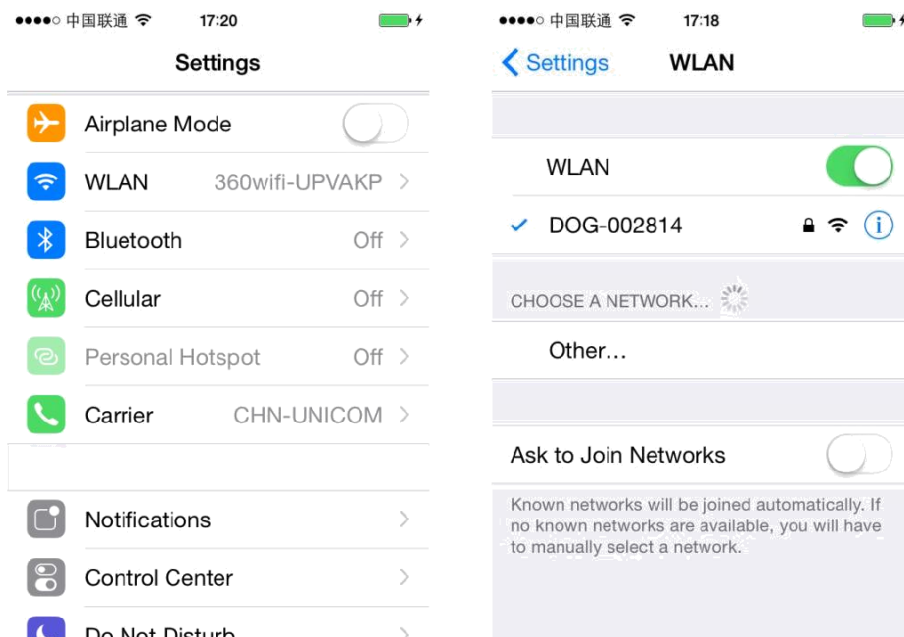 中国联通 17:20
Settings
Airplane Mode
WLAN 360wifi-UPVAKP
Bluetooth Off
Cellular Off
Personal Hotspot Off
Carrier CHN-UNICOM
Notifications
Control Center
Do Not Disturb
中国联通 17:18
Settings WLAN
WLAN
DOG-002814
CHOOSE A NETWORK...
Other...
Ask to Join Networks
Known networks will be joined automatically. If
no known networks are available, you will have
to manually select a network.